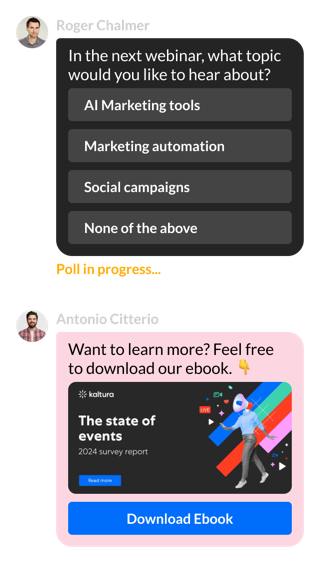 Roger Chalmer
In the next webinar, what topic
would you like to hear about?
AI Marketing tools
Marketing automation
Social campaigns
None of the above
Poll in progress...
Antonio Citterio
Want to learn more? Feel free
to download our ebook. 👇
kaltura
The state of
events
2024 survey report
LIVE
Read more
Download Ebook